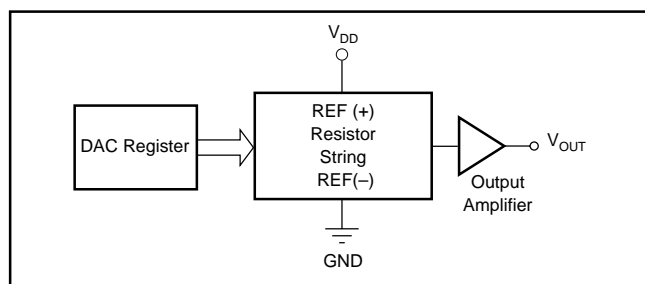 V_DD
DAC Register
REF (+)
Resistor
String
REF(–)
V_OUT
Output
Amplifier
GND